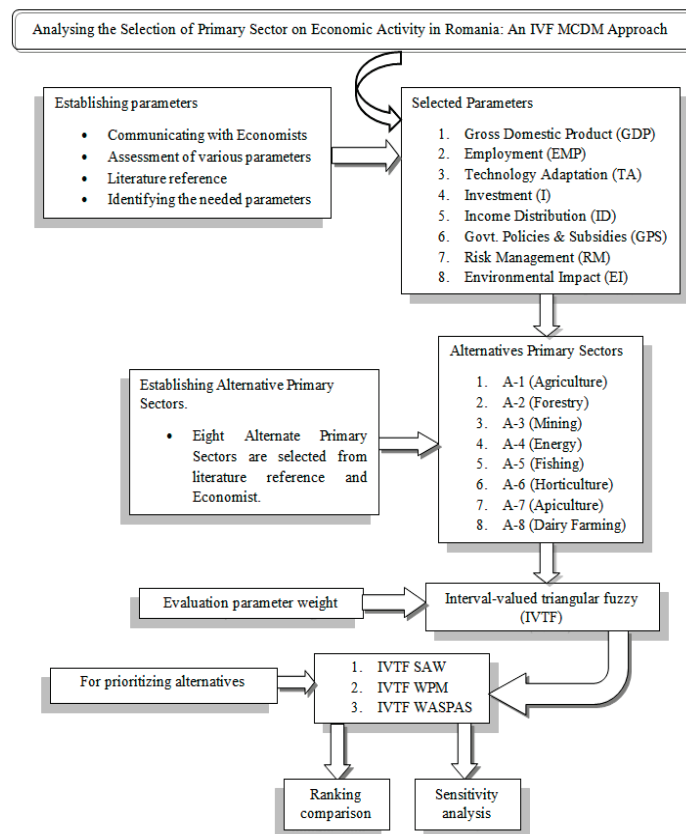 Analysing the Selection of Primary Sector on Economic Activity in Romania: An IVF MCDM Approach
Establishing parameters
• Communicating with Economists
• Assessment of various parameters
• Literature reference
• Identifying the needed parameters
Selected Parameters
1. Gross Domestic Product (GDP)
2. Employment (EMP)
3. Technology Adaptation (TA)
4. Investment (I)
5. Income Distribution (ID)
6. Govt. Policies & Subsidies (GPS)
7. Risk Management (RM)
8. Environmental Impact (EI)
Establishing Alternative Primary
Sectors.
• Eight Alternate Primary
Sectors are selected from
literature reference and
Economist.
Alternatives Primary Sectors
1. A-1 (Agriculture)
2. A-2 (Forestry)
3. A-3 (Mining)
4. A-4 (Energy)
5. A-5 (Fishing)
6. A-6 (Horticulture)
7. A-7 (Apiculture)
8. A-8 (Dairy Farming)
Evaluation parameter weight
Interval-valued triangular fuzzy
(IVTF)
For prioritizing alternatives
1. IVTF SAW
2. IVTF WPM
3. IVTF WASPAS
Ranking
comparison
Sensitivity
analysis